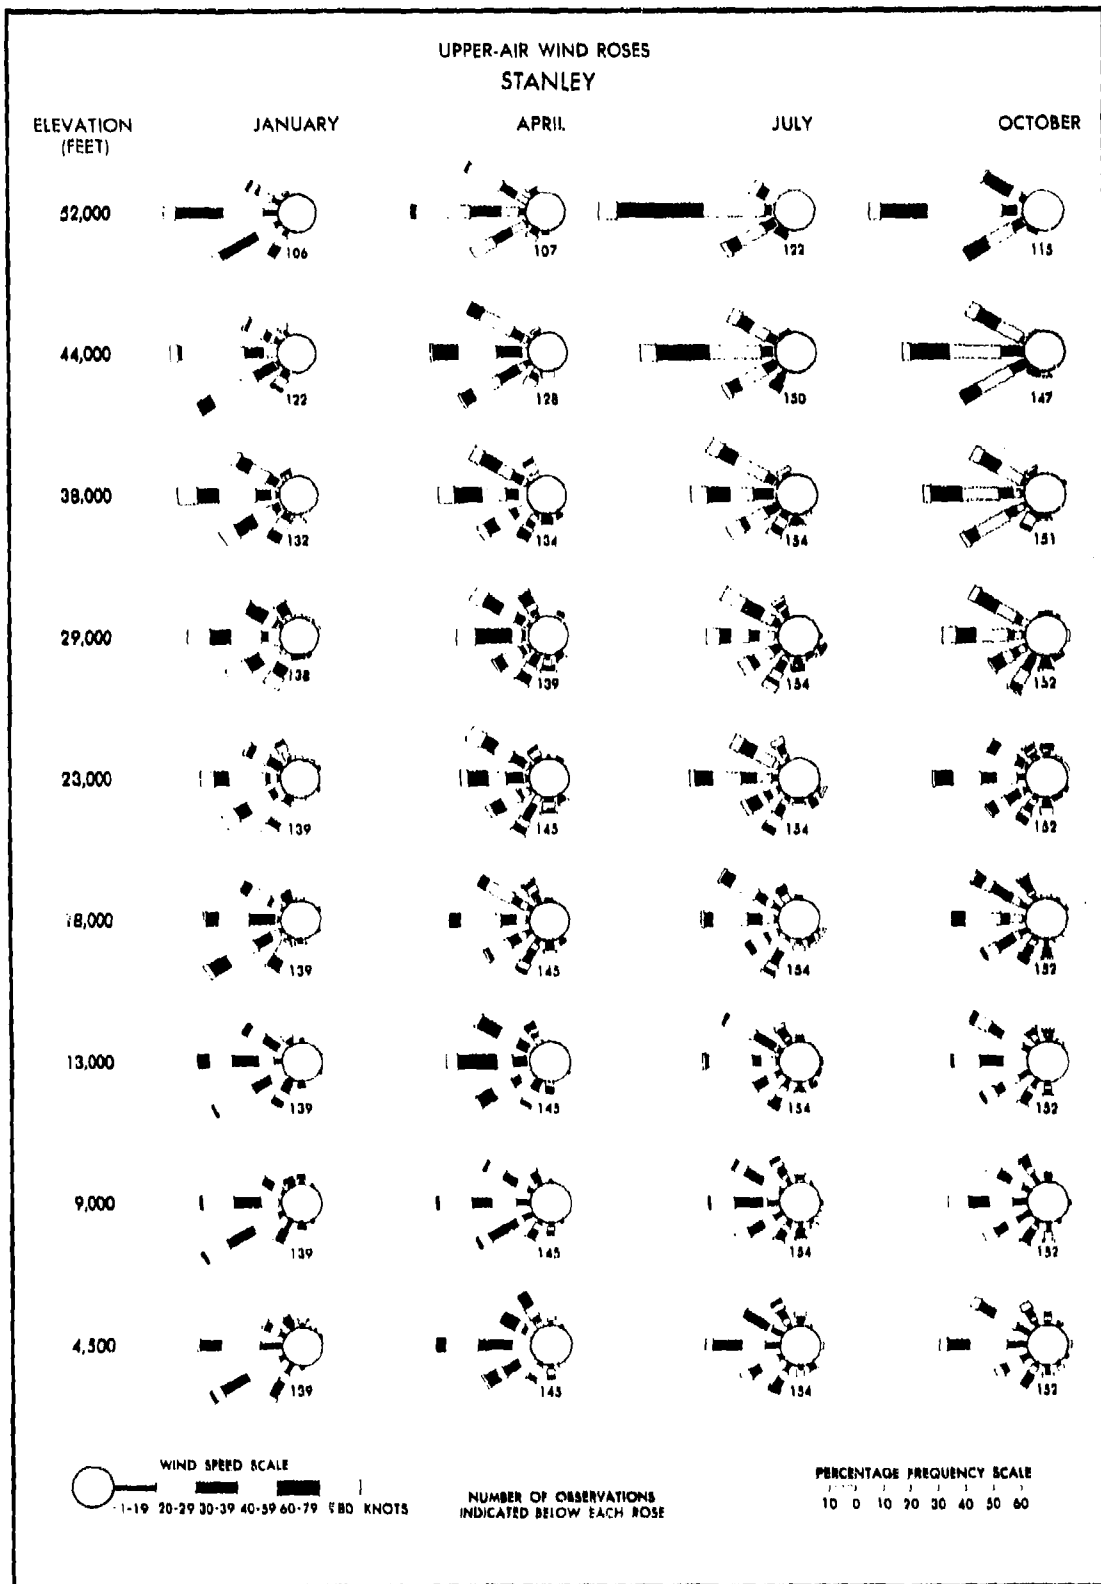 UPPER-AIR WIND ROSES
STANLEY
ELEVATION
(FEET)
JANUARY APRIL JULY OCTOBER
52,000 106 107 122 115
44,000 122 128 150 147
38,000 132 134 154 151
29,000 138 139 154 152
23,000 139 145 154 152
18,000 139 145 154 152
13,000 139 145 154 152
9,000 139 145 154 152
4,500 139 145 154 152
WIND SPEED SCALE
1-19 20-29 30-39 40-59 60-79 80 KNOTS
NUMBER OF OBSERVATIONS
INDICATED BELOW EACH ROSE
PERCENTAGE FREQUENCY SCALE
10 0 10 20 30 40 50 60